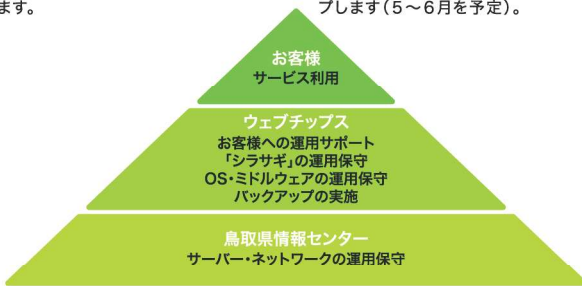 ます。
プします（5～6月を予定）。
お客様
サービス利用
ウェブチップス
お客様への運用サポート
「シラサギ」の運用保守
OS・ミドルウェアの運用保守
バックアップの実施
鳥取県情報センター
サーバー・ネットワークの運用保守